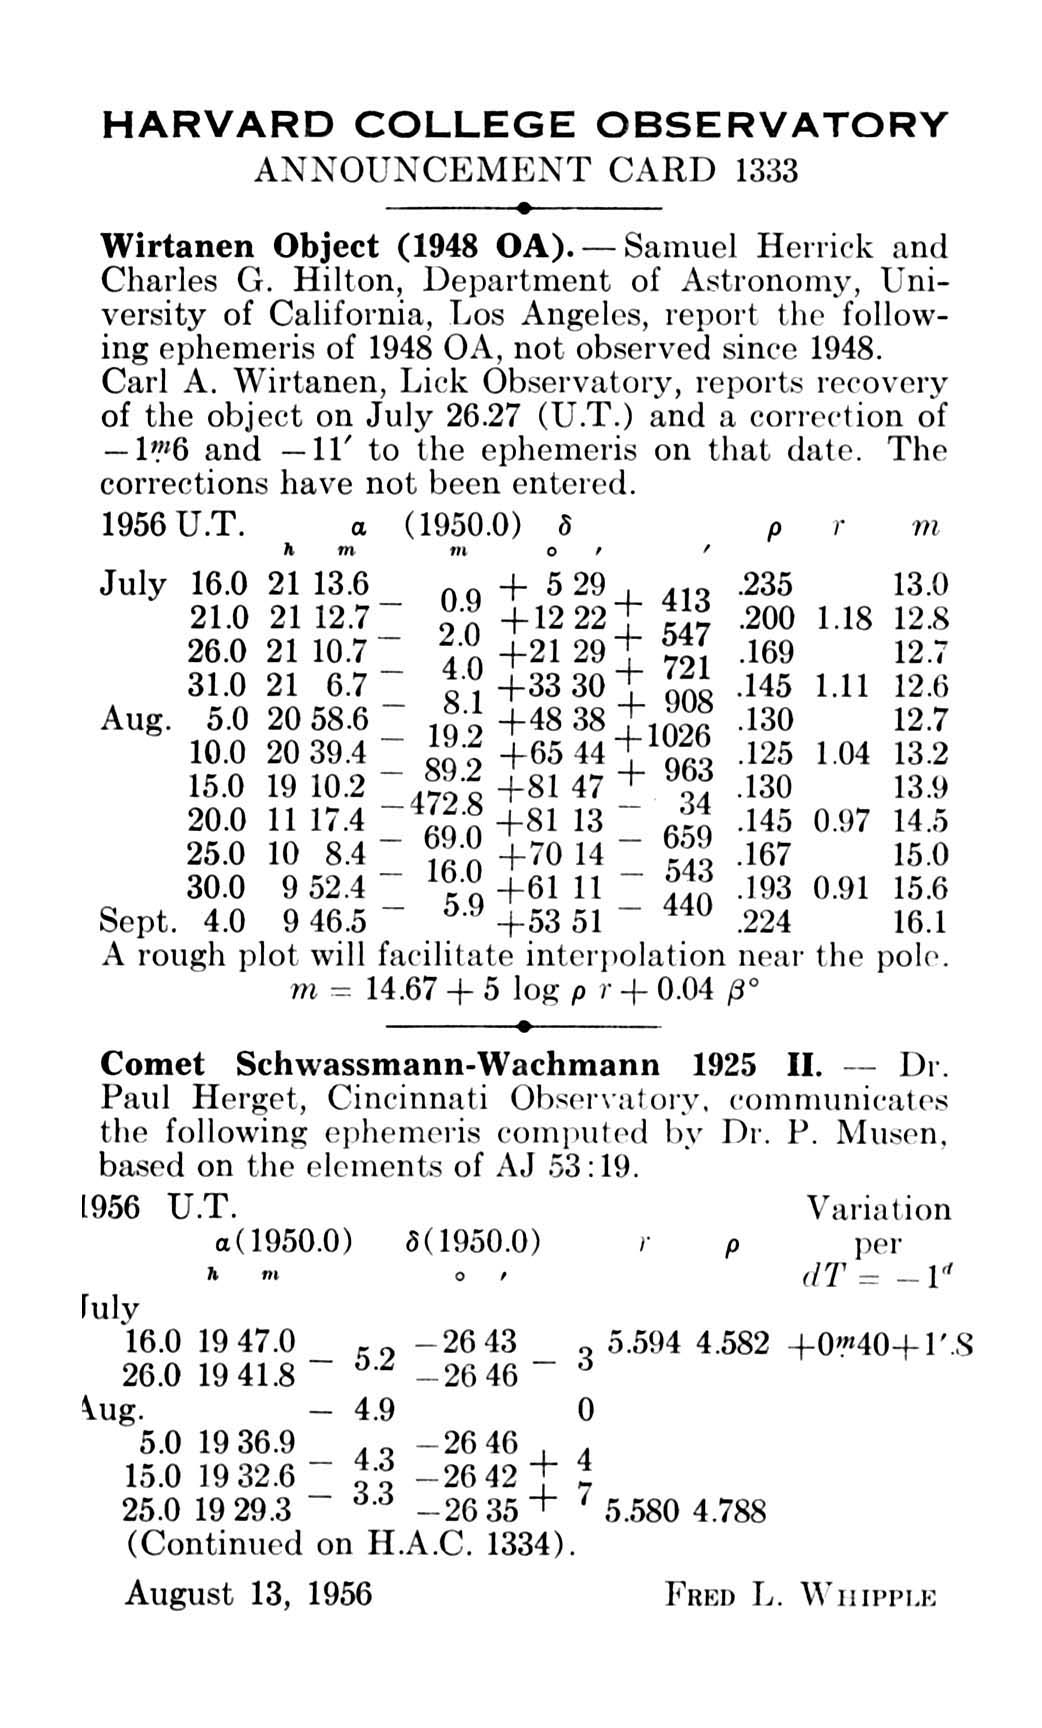 HARVARD COLLEGE OBSERVATORY
ANNOUNCEMENT CARD 1333
Wirtanen Object (1948 OA). — Samuel Herrick and
Charles G. Hilton, Department of Astronomy, Uni-
versity of California, Los Angeles, report the follow-
ing ephemeris of 1948 OA, not observed since 1948.
Carl A. Wirtanen, Lick Observatory, reports recovery
of the object on July 26.27 (U.T.) and a correction of
−1ᵐ.6 and −11′ to the ephemeris on that date. The
corrections have not been entered.
1956 U.T. α (1950.0) δ ρ r m
h m m ° ′ ′
July 16.0 21 13.6 + 5 29 .235 13.0
− 0.9 + 413
21.0 21 12.7 +12 22 .200 1.18 12.8
− 2.0 + 547
26.0 21 10.7 +21 29 .169 12.7
− 4.0 + 721
31.0 21 6.7 +33 30 .145 1.11 12.6
− 8.1 + 908
Aug. 5.0 20 58.6 +48 38 .130 12.7
− 19.2 +1026
10.0 20 39.4 +65 44 .125 1.04 13.2
− 89.2 + 963
15.0 19 10.2 +81 47 .130 13.9
−472.8 − 34
20.0 11 17.4 +81 13 .145 0.97 14.5
− 69.0 − 659
25.0 10 8.4 +70 14 .167 15.0
− 16.0 − 543
30.0 9 52.4 +61 11 .193 0.91 15.6
− 5.9 − 440
Sept. 4.0 9 46.5 +53 51 .224 16.1
A rough plot will facilitate interpolation near the pole.
m = 14.67 + 5 log ρ r + 0.04 β°
Comet Schwassmann-Wachmann 1925 II. — Dr.
Paul Herget, Cincinnati Observatory, communicates
the following ephemeris computed by Dr. P. Musen,
based on the elements of AJ 53:19.
1956 U.T. Variation
α(1950.0) δ(1950.0) r ρ per
h m ° ′ dT = −1ᵈ
July
16.0 19 47.0 −26 43 5.594 4.582 +0ᵐ.40+1′.8
− 5.2 − 3
26.0 19 41.8 −26 46
Aug. − 4.9 0
5.0 19 36.9 −26 46
− 4.3 + 4
15.0 19 32.6 −26 42
− 3.3 + 7
25.0 19 29.3 −26 35 5.580 4.788
(Continued on H.A.C. 1334).
August 13, 1956 FRED L. WHIPPLE